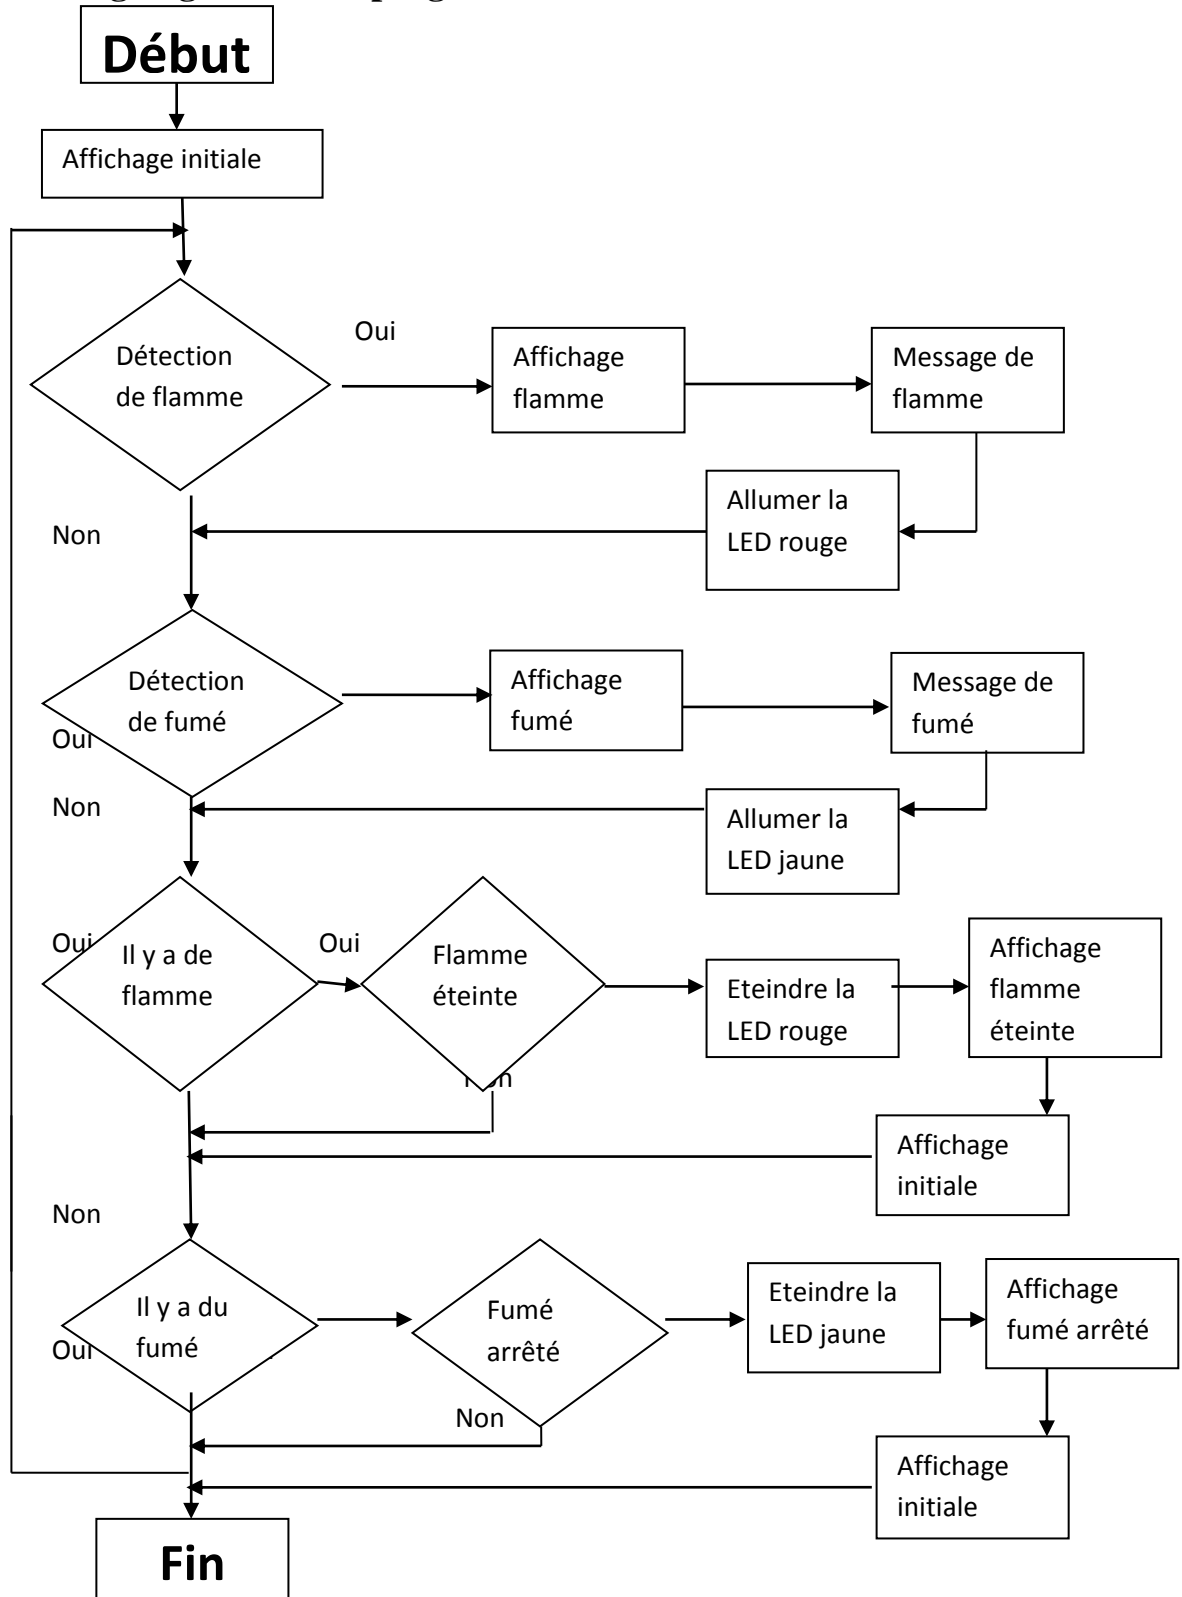 Début
Affichage initiale
Oui
Détection
de flamme
Affichage
flamme
Message de
flamme
Allumer la
LED rouge
Non
Détection
de fumé
Oui
Affichage
fumé
Message de
fumé
Non
Allumer la
LED jaune
Oui
Il y a de
flamme
Oui
Flamme
éteinte
Eteindre la
LED rouge
Affichage
flamme
éteinte
Affichage
initiale
Non
Il y a du
fumé
Oui
Fumé
arrêté
Eteindre la
LED jaune
Affichage
fumé arrêté
Non
Affichage
initiale
Fin